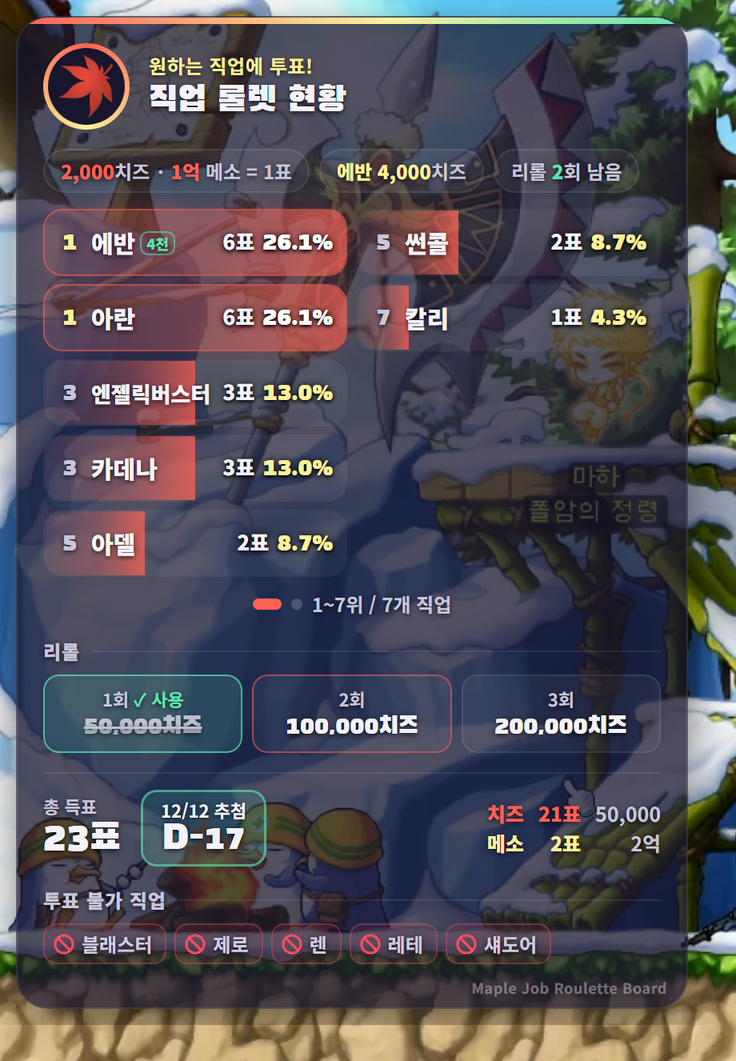 원하는 직업에 투표!
직업 룰렛 현황
2,000치즈 · 1억 메소 = 1표
에반 4,000치즈
리롤 2회 남음
1 에반 4천 6표 26.1%
1 아란 6표 26.1%
3 엔젤릭버스터 3표 13.0%
3 카데나 3표 13.0%
5 아델 2표 8.7%
5 썬콜 2표 8.7%
7 칼리 1표 4.3%
마하
폴암의 정령
1~7위 / 7개 직업
리롤
1회 ✓ 사용
50,000치즈
2회
100,000치즈
3회
200,000치즈
총 득표
23표
12/12 추첨
D-17
치즈 21표 50,000
메소 2표 2억
투표 불가 직업
블래스터
제로
렌
레테
섀도어
Maple Job Roulette Board